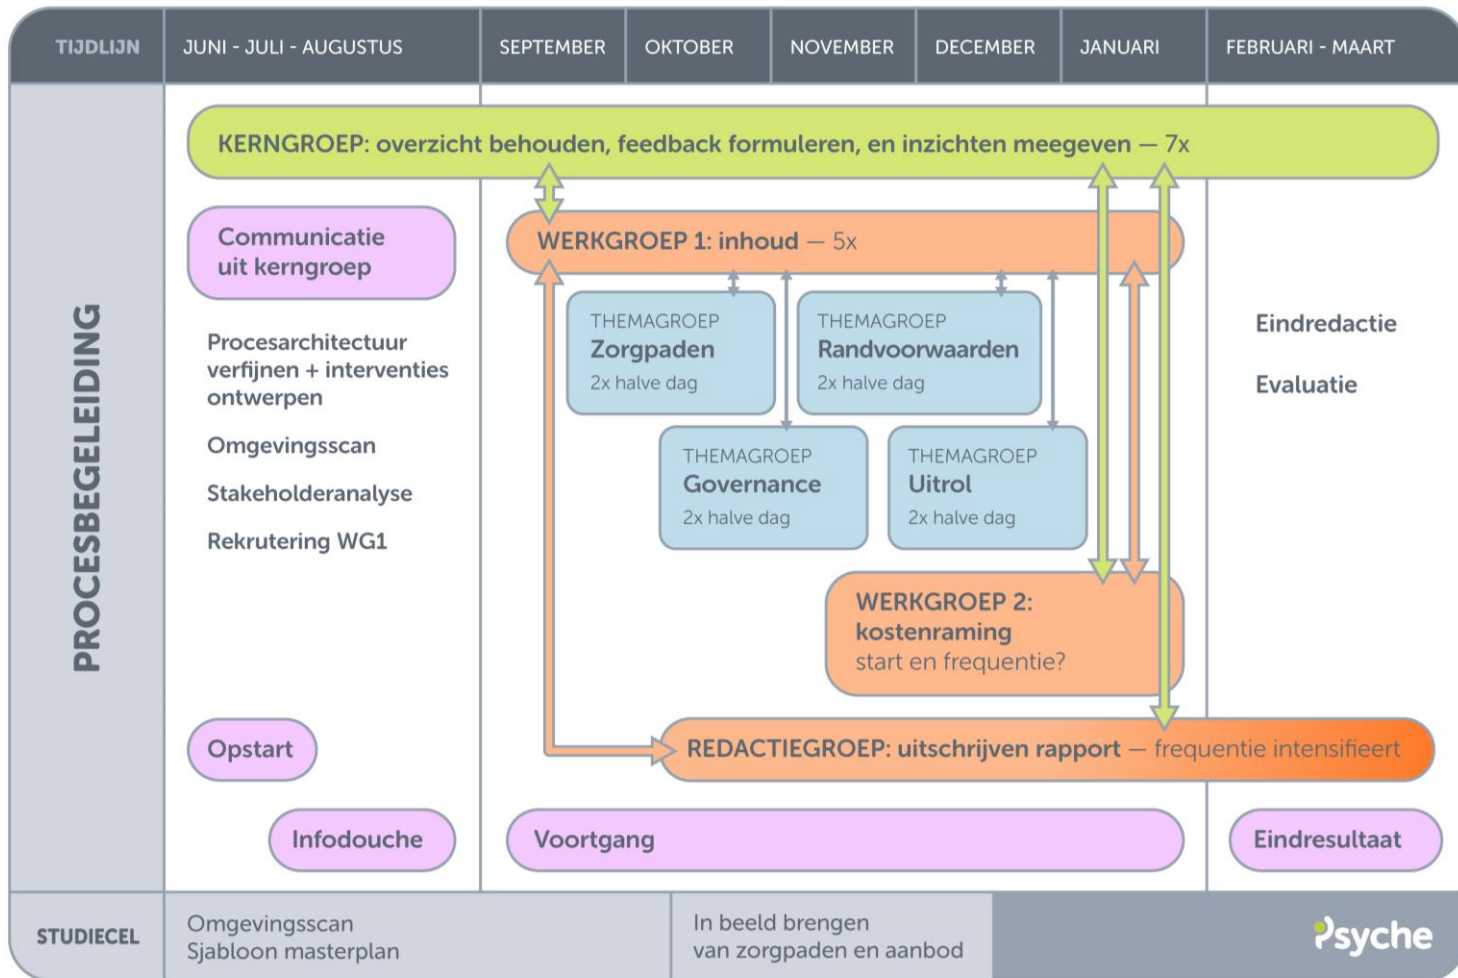 TIJDLIJN
JUNI - JULI - AUGUSTUS
SEPTEMBER
OKTOBER
NOVEMBER
DECEMBER
JANUARI
FEBRUARI - MAART
PROCESBEGELEIDING
KERNGROEP: overzicht behouden, feedback formuleren, en inzichten meegeven — 7x
Communicatie
uit kerngroep
Procesarchitectuur
verfijnen + interventies
ontwerpen
Omgevingsscan
Stakeholderanalyse
Rekrutering WG1
Opstart
Infodouche
WERKGROEP 1: inhoud — 5x
THEMAGROEP
Zorgpaden
2x halve dag
THEMAGROEP
Randvoorwaarden
2x halve dag
THEMAGROEP
Governance
2x halve dag
THEMAGROEP
Uitrol
2x halve dag
WERKGROEP 2:
kostenraming
start en frequentie?
REDACTIEGROEP: uitschrijven rapport — frequentie intensifieert
Voortgang
Eindredactie
Evaluatie
Eindresultaat
STUDIECEL
Omgevingsscan
Sjabloon masterplan
In beeld brengen
van zorgpaden en aanbod
Psyche